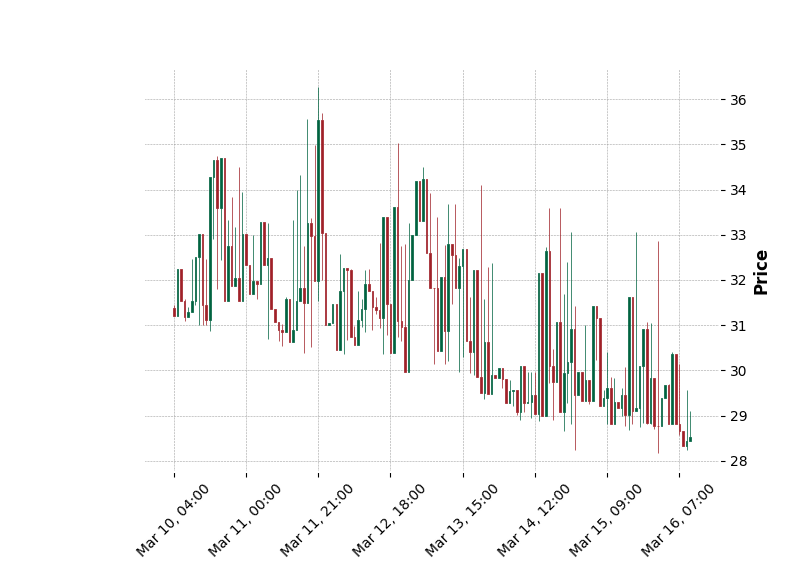 36
35
34
33
32
31
30
29
28
Price
Mar 10, 04:00
Mar 11, 00:00
Mar 11, 21:00
Mar 12, 18:00
Mar 13, 15:00
Mar 14, 12:00
Mar 15, 09:00
Mar 16, 07:00